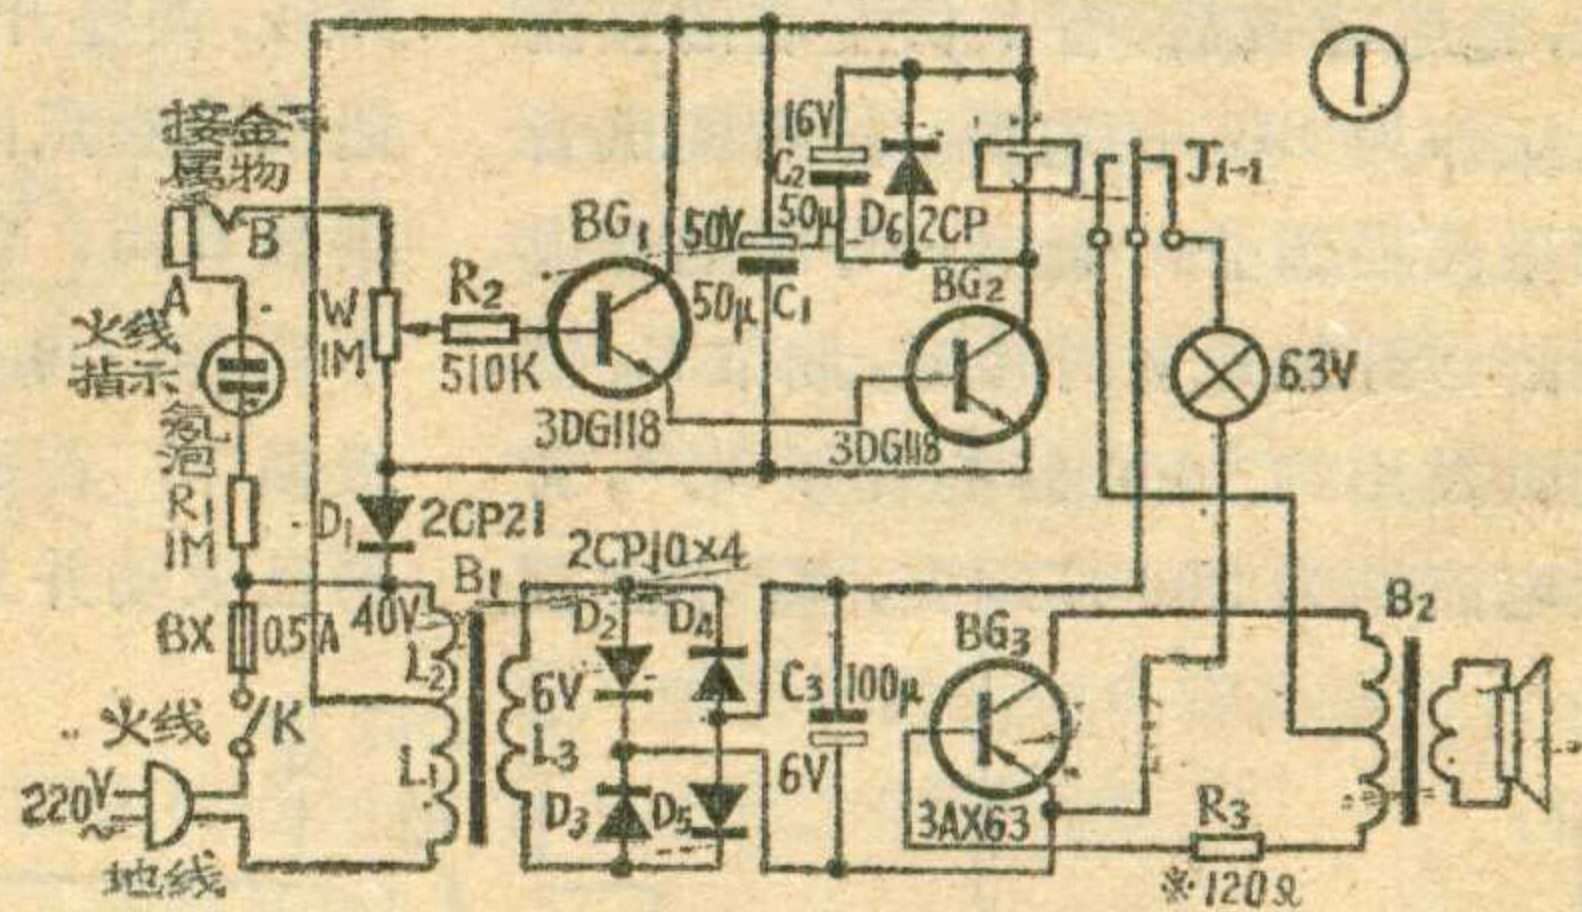 ①
接金
属物
B
A
火线
指示
氖
泡
R1
1M
BX
0.5A
火线
K
220V
~
地线
W
1M
R2
510K
BG1
3DG118
50V
50μ
C1
16V
C2
50μ
D6
2CP
BG2
3DG118
J1-1
6.3V
D1
2CP21
40V
B1
L2
L1
2CP10×4
D2
D4
6V
L3
D3
D5
C3
100μ
6V
BG3
3AX63
B2
R3
※120Ω